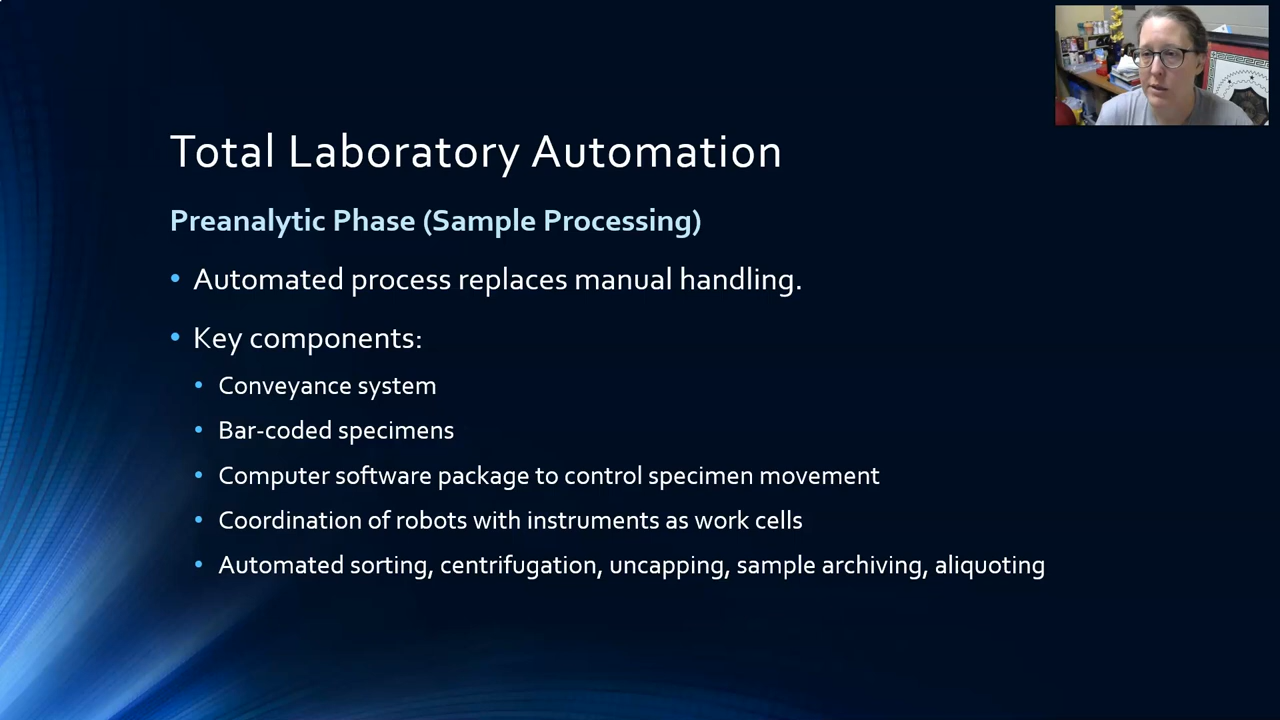 Total Laboratory Automation
Preanalytic Phase (Sample Processing)
• Automated process replaces manual handling.
• Key components:
• Conveyance system
• Bar-coded specimens
• Computer software package to control specimen movement
• Coordination of robots with instruments as work cells
• Automated sorting, centrifugation, uncapping, sample archiving, aliquoting